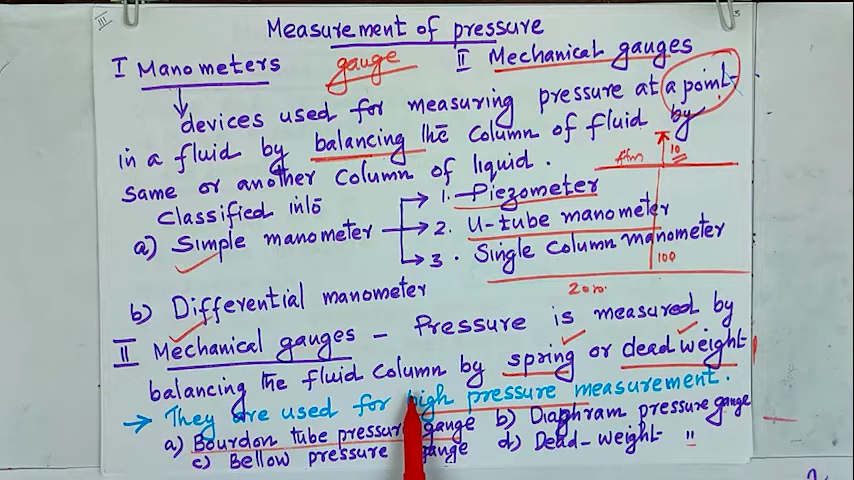 III
Measurement of pressure
I Manometers gauge II Mechanical gauges
devices used for measuring pressure at a point
in a fluid by balancing the column of fluid by
same or another column of liquid.
Atm 10
Classified into
a) Simple manometer
1. Piezometer
2. U-tube manometer
3. Single column manometer
100
b) Differential manometer
II Mechanical gauges - Pressure is measured by
balancing the fluid column by spring or dead weight
→ They are used for high pressure measurement.
a) Bourdon tube pressure gauge b) Diaphram pressure gauge
c) Bellow pressure gauge d) Dead-weight "